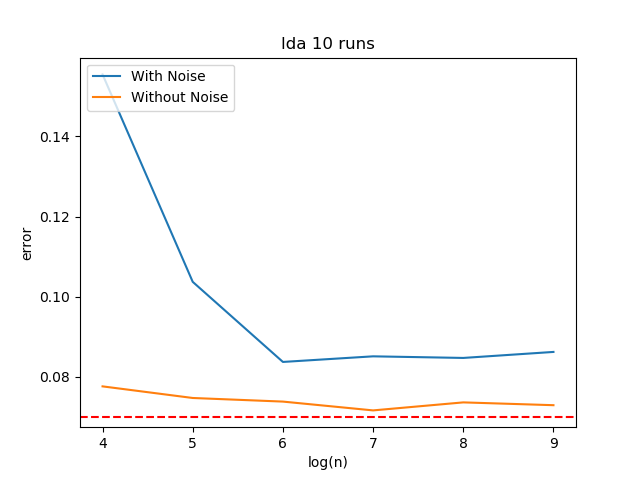 lda 10 runs
With Noise
Without Noise
0.14
0.12
0.10
0.08
error
4 5 6 7 8 9
log(n)